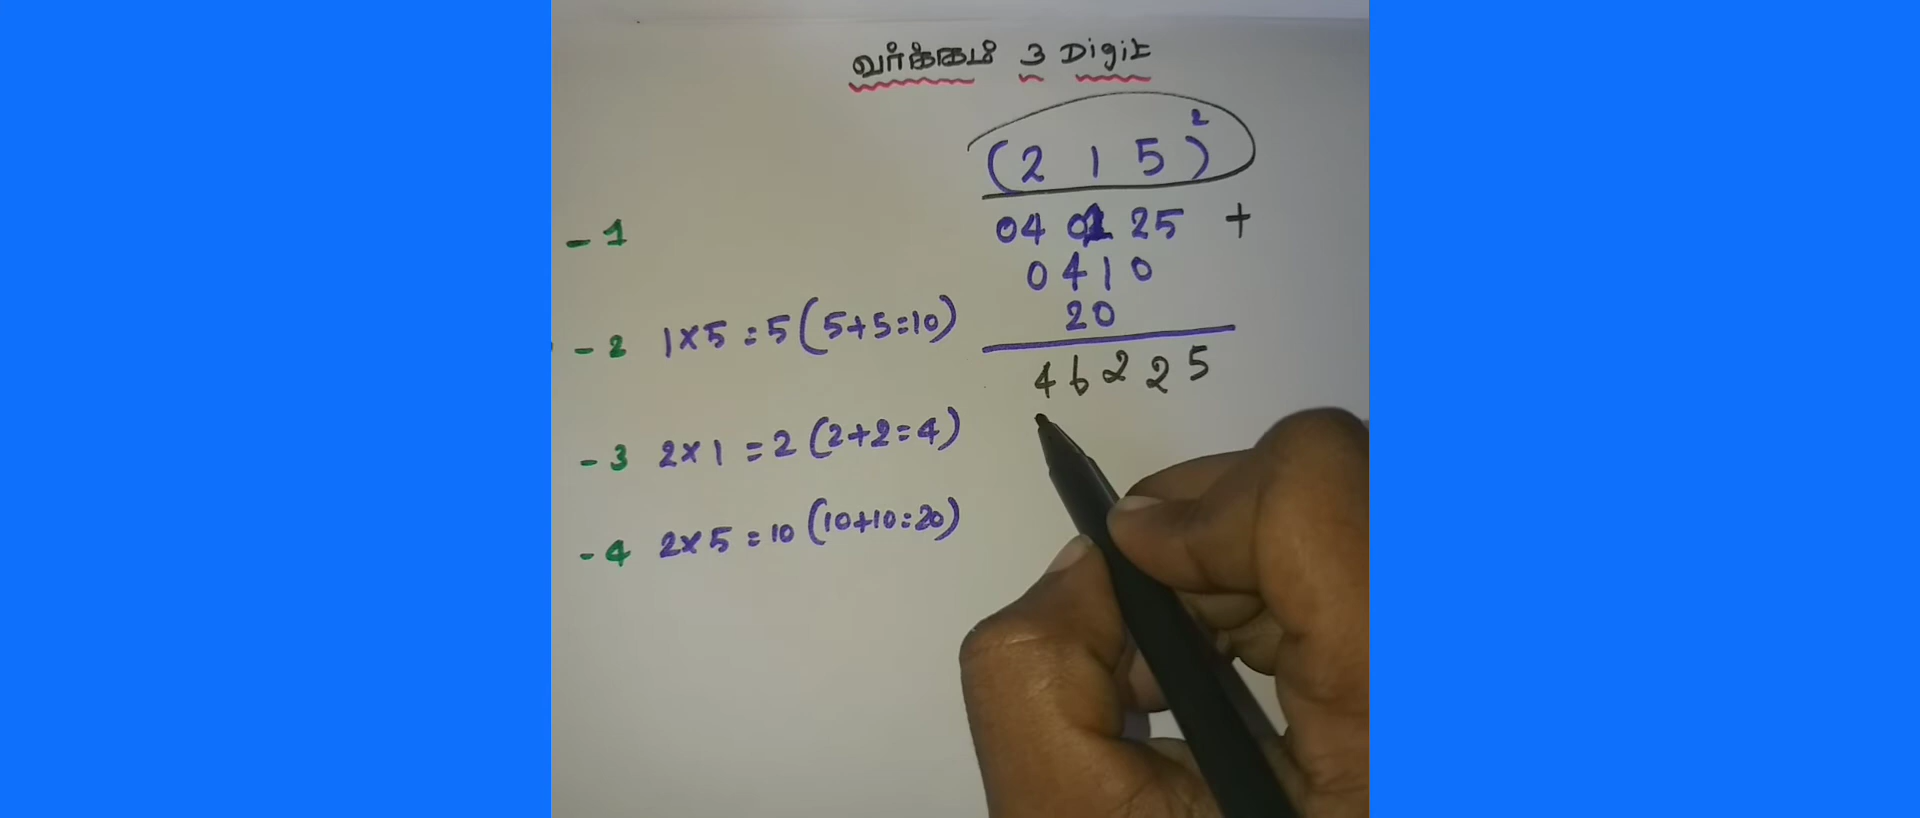 வர்க்கம் 3 Digit
(2 1 5)²
- 1 04 01 25 +
0410
- 2 1×5=5(5+5=10) 20
46225
- 3 2×1=2(2+2=4)
- 4 2×5=10(10+10=20)